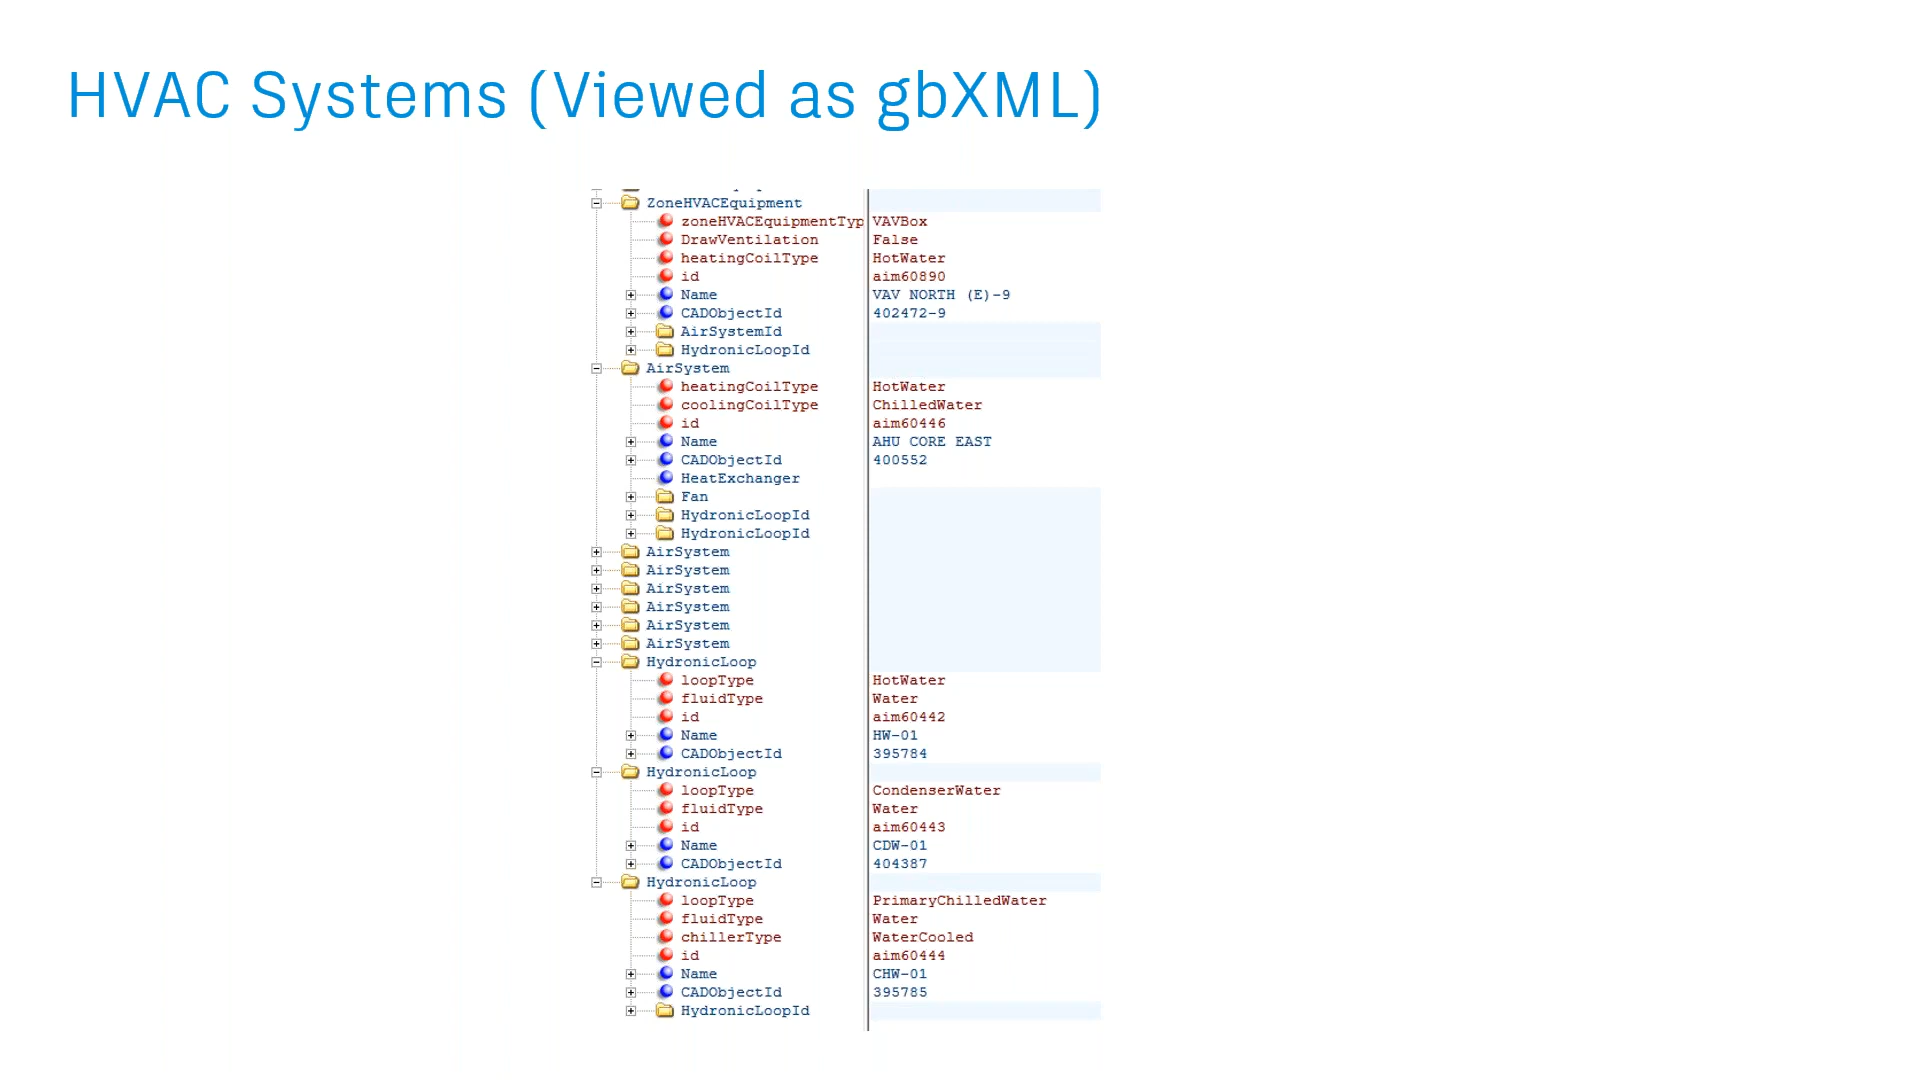 HVAC Systems (Viewed as gbXML)
ZoneHVACEquipment
zoneHVACEquipmentTyp VAVBox
DrawVentilation False
heatingCoilType HotWater
id aim60890
Name VAV NORTH (E)-9
CADObjectId 402472-9
AirSystemId
HydronicLoopId
AirSystem
heatingCoilType HotWater
coolingCoilType ChilledWater
id aim60446
Name AHU CORE EAST
CADObjectId 400552
HeatExchanger
Fan
HydronicLoopId
HydronicLoopId
AirSystem
AirSystem
AirSystem
AirSystem
AirSystem
AirSystem
HydronicLoop
loopType HotWater
fluidType Water
id aim60442
Name HW-01
CADObjectId 395784
HydronicLoop
loopType CondenserWater
fluidType Water
id aim60443
Name CDW-01
CADObjectId 404387
HydronicLoop
loopType PrimaryChilledWater
fluidType Water
chillerType WaterCooled
id aim60444
Name CHW-01
CADObjectId 395785
HydronicLoopId